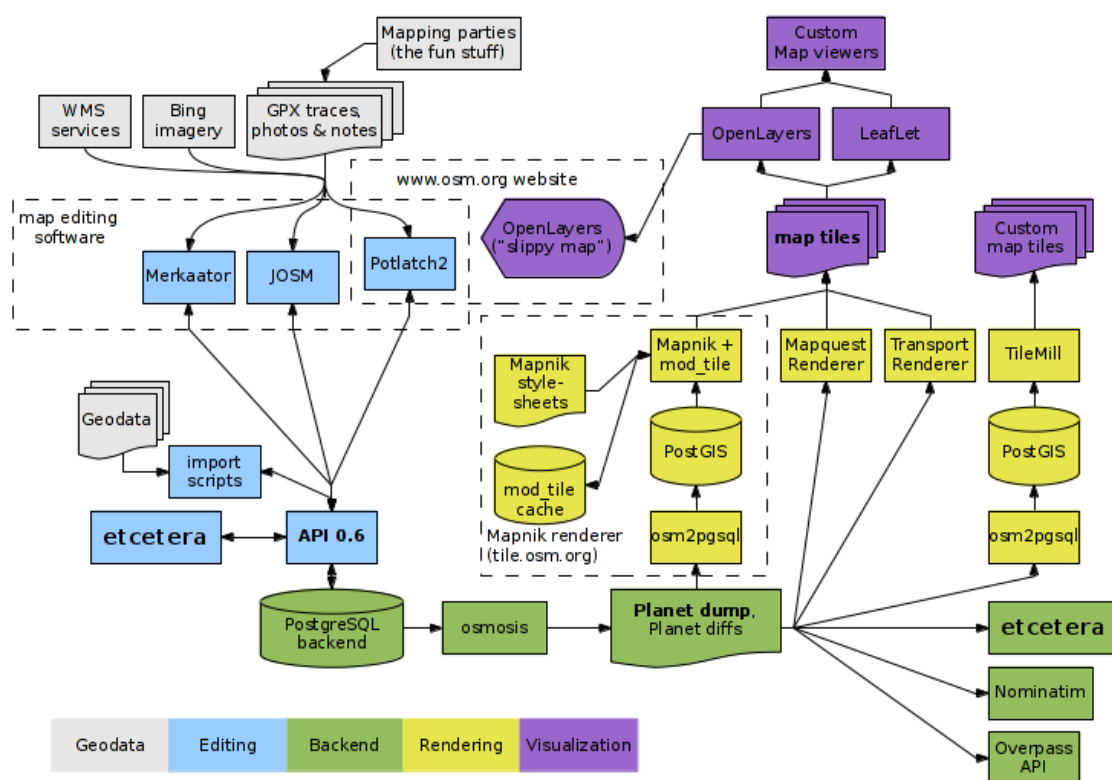 Mapping parties
(the fun stuff)
Custom
Map viewers
WMS
services
Bing
imagery
GPX traces,
photos & notes
OpenLayers
LeafLet
www.osm.org website
map editing
software
OpenLayers
("slippy map")
map tiles
Custom
map tiles
Merkaator
JOSM
Potlatch2
Mapnik
style-
sheets
Mapnik +
mod_tile
Mapquest
Renderer
Transport
Renderer
TileMill
Geodata
import
scripts
PostGIS
PostGIS
mod_tile
cache
etcetera
API 0.6
Mapnik renderer
(tile.osm.org)
osm2pgsql
osm2pgsql
PostgreSQL
backend
osmosis
Planet dump,
Planet diffs
etcetera
Nominatim
Overpass
API
Geodata
Editing
Backend
Rendering
Visualization